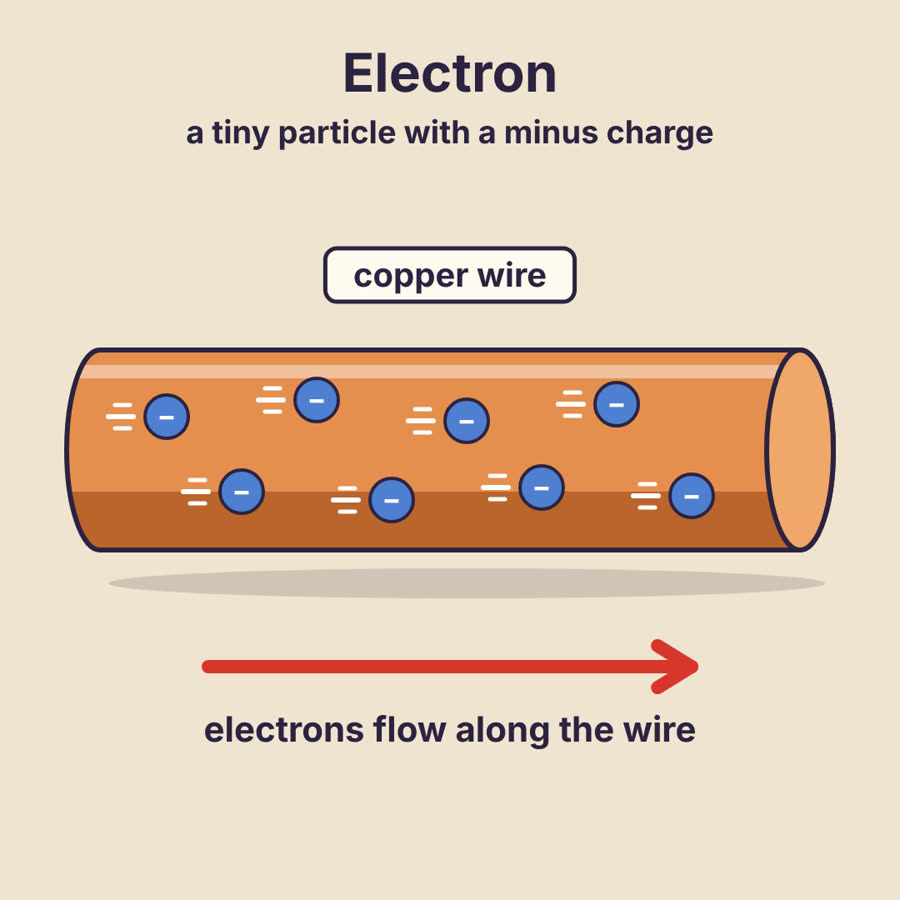 Electron
a tiny particle with a minus charge
copper wire
− − − −
− − − −
electrons flow along the wire